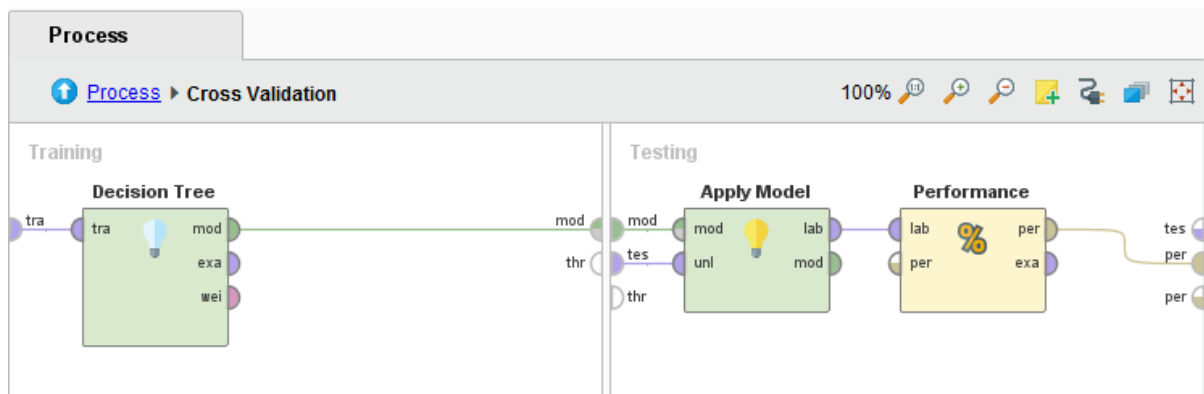 Process
Process ▸ Cross Validation
100%
Training
Testing
Decision Tree
Apply Model
Performance
tra
tra
mod
mod
mod
mod
lab
lab
per
tes
exa
thr
tes
unl
mod
per
exa
per
wei
thr
per